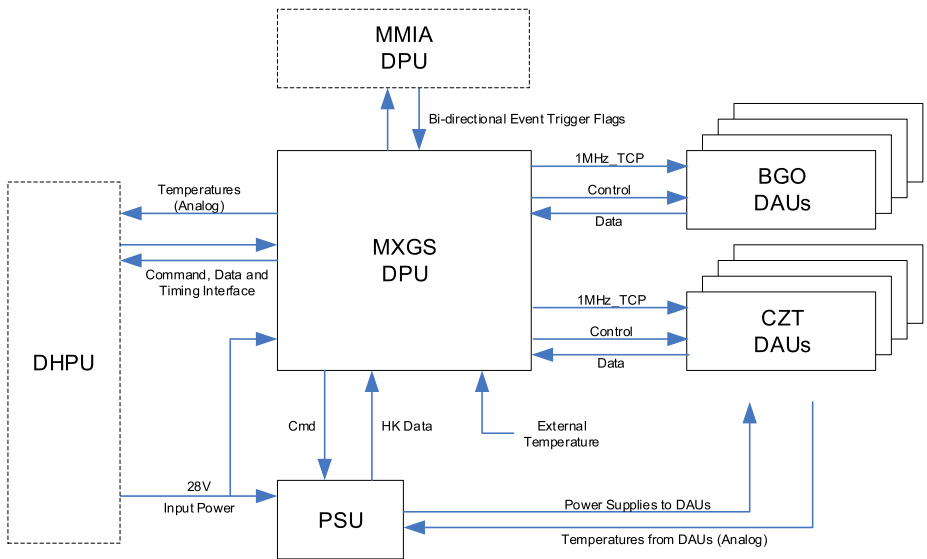 MMIA
DPU
Bi-directional Event Trigger Flags
1MHz_TCP
BGO
DAUs
Control
Data
Temperatures
(Analog)
MXGS
DPU
Command, Data and
Timing Interface
1MHz_TCP
CZT
DAUs
Control
Data
DHPU
Cmd
HK Data
External
Temperature
28V
Input Power
PSU
Power Supplies to DAUs
Temperatures from DAUs (Analog)